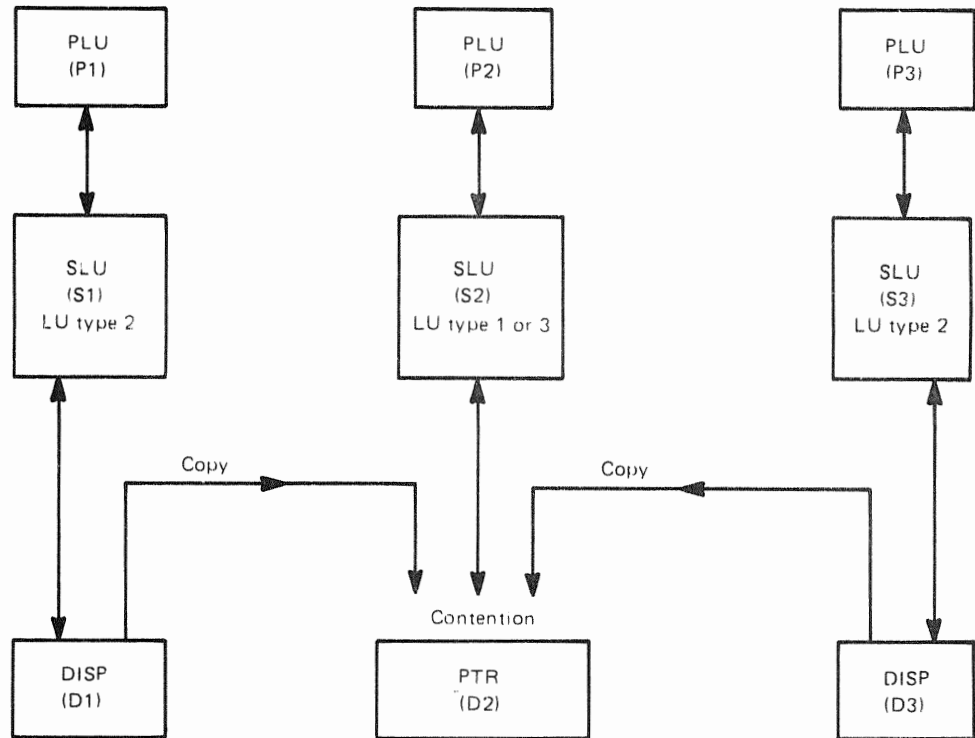 PLU
(P1)
PLU
(P2)
PLU
(P3)
SLU
(S1)
LU type 2
SLU
(S2)
LU type 1 or 3
SLU
(S3)
LU type 2
Copy
Copy
Contention
DISP
(D1)
PTR
(D2)
DISP
(D3)